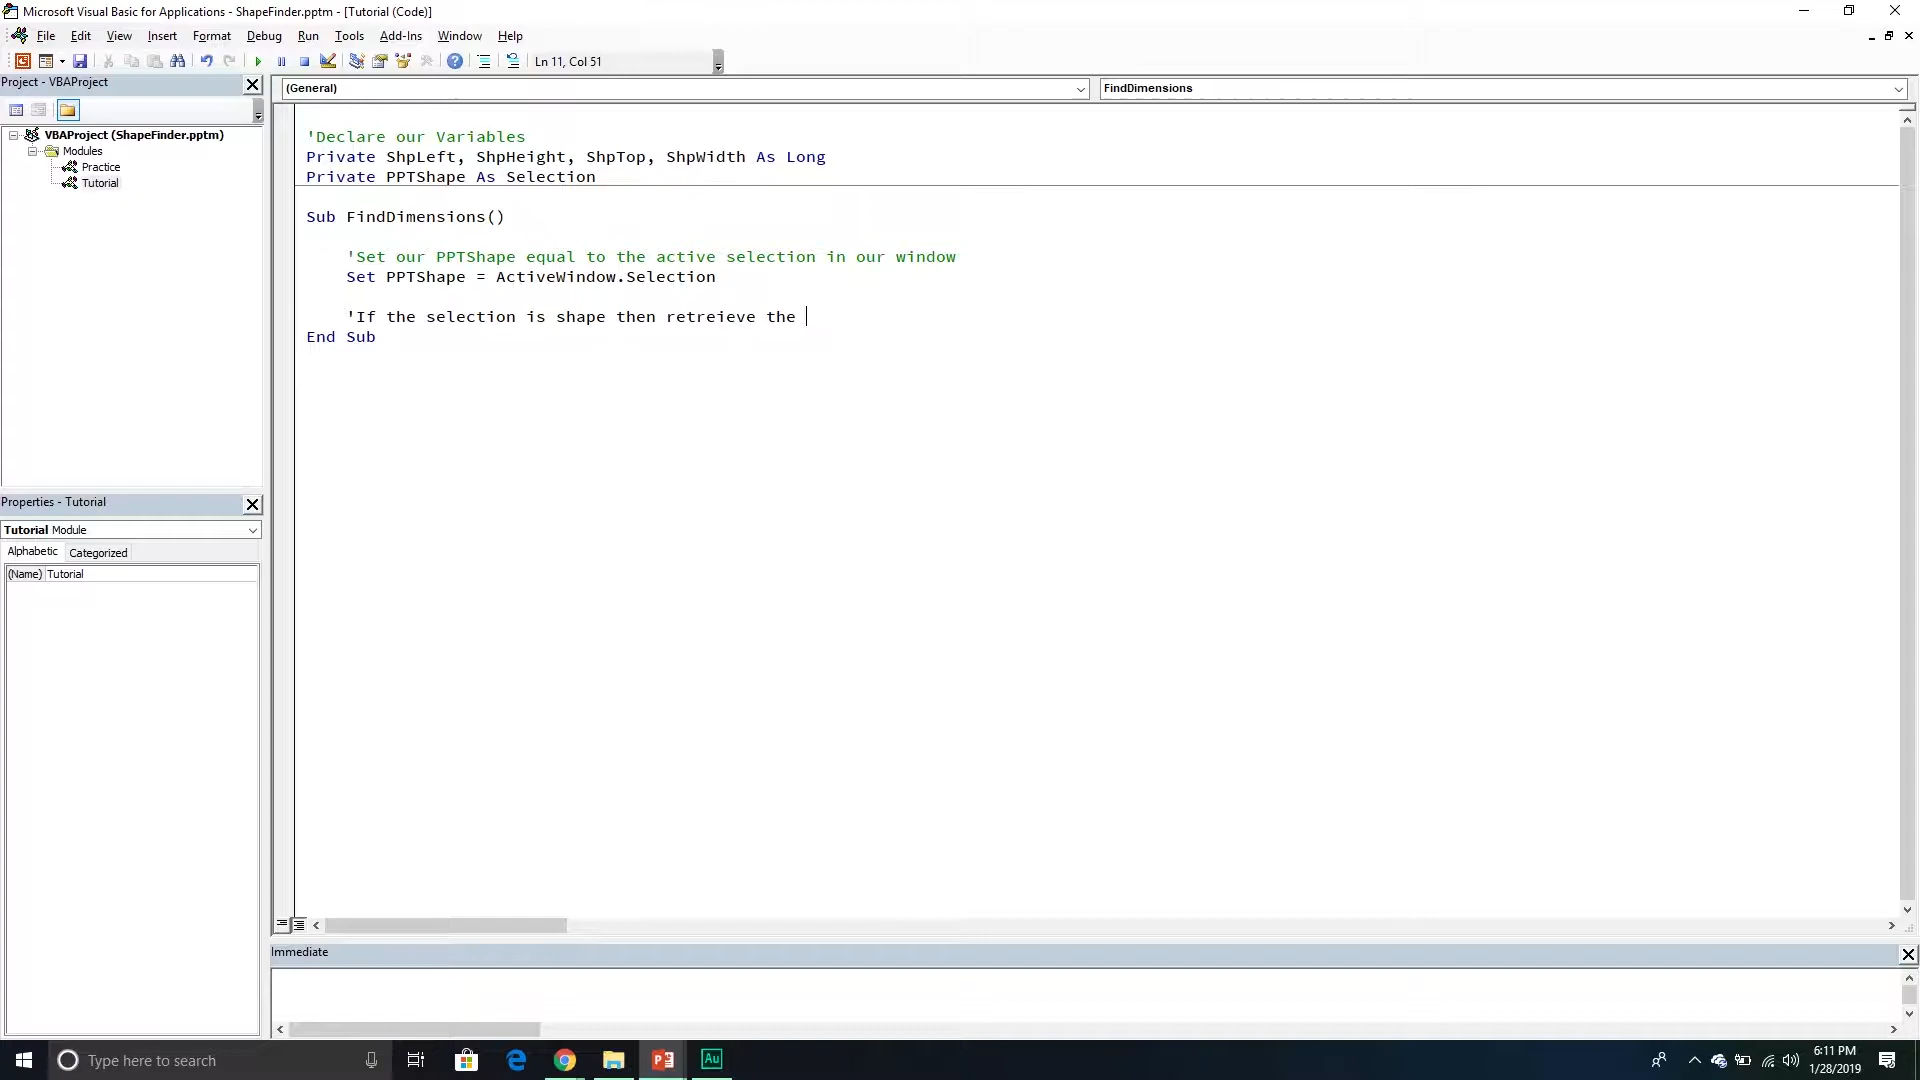 Microsoft Visual Basic for Applications - ShapeFinder.pptm - [Tutorial (Code)]
File Edit View Insert Format Debug Run Tools Add-Ins Window Help
Ln 11, Col 51
Project - VBAProject
(General)
FindDimensions
VBAProject (ShapeFinder.pptm)
Modules
Practice
Tutorial
'Declare our Variables
Private ShpLeft, ShpHeight, ShpTop, ShpWidth As Long
Private PPTShape As Selection
Sub FindDimensions()
'Set our PPTShape equal to the active selection in our window
Set PPTShape = ActiveWindow.Selection
'If the selection is shape then retreieve the
End Sub
Properties - Tutorial
Tutorial Module
Alphabetic Categorized
(Name) Tutorial
Immediate
Type here to search
Au
6:11 PM
1/28/2019